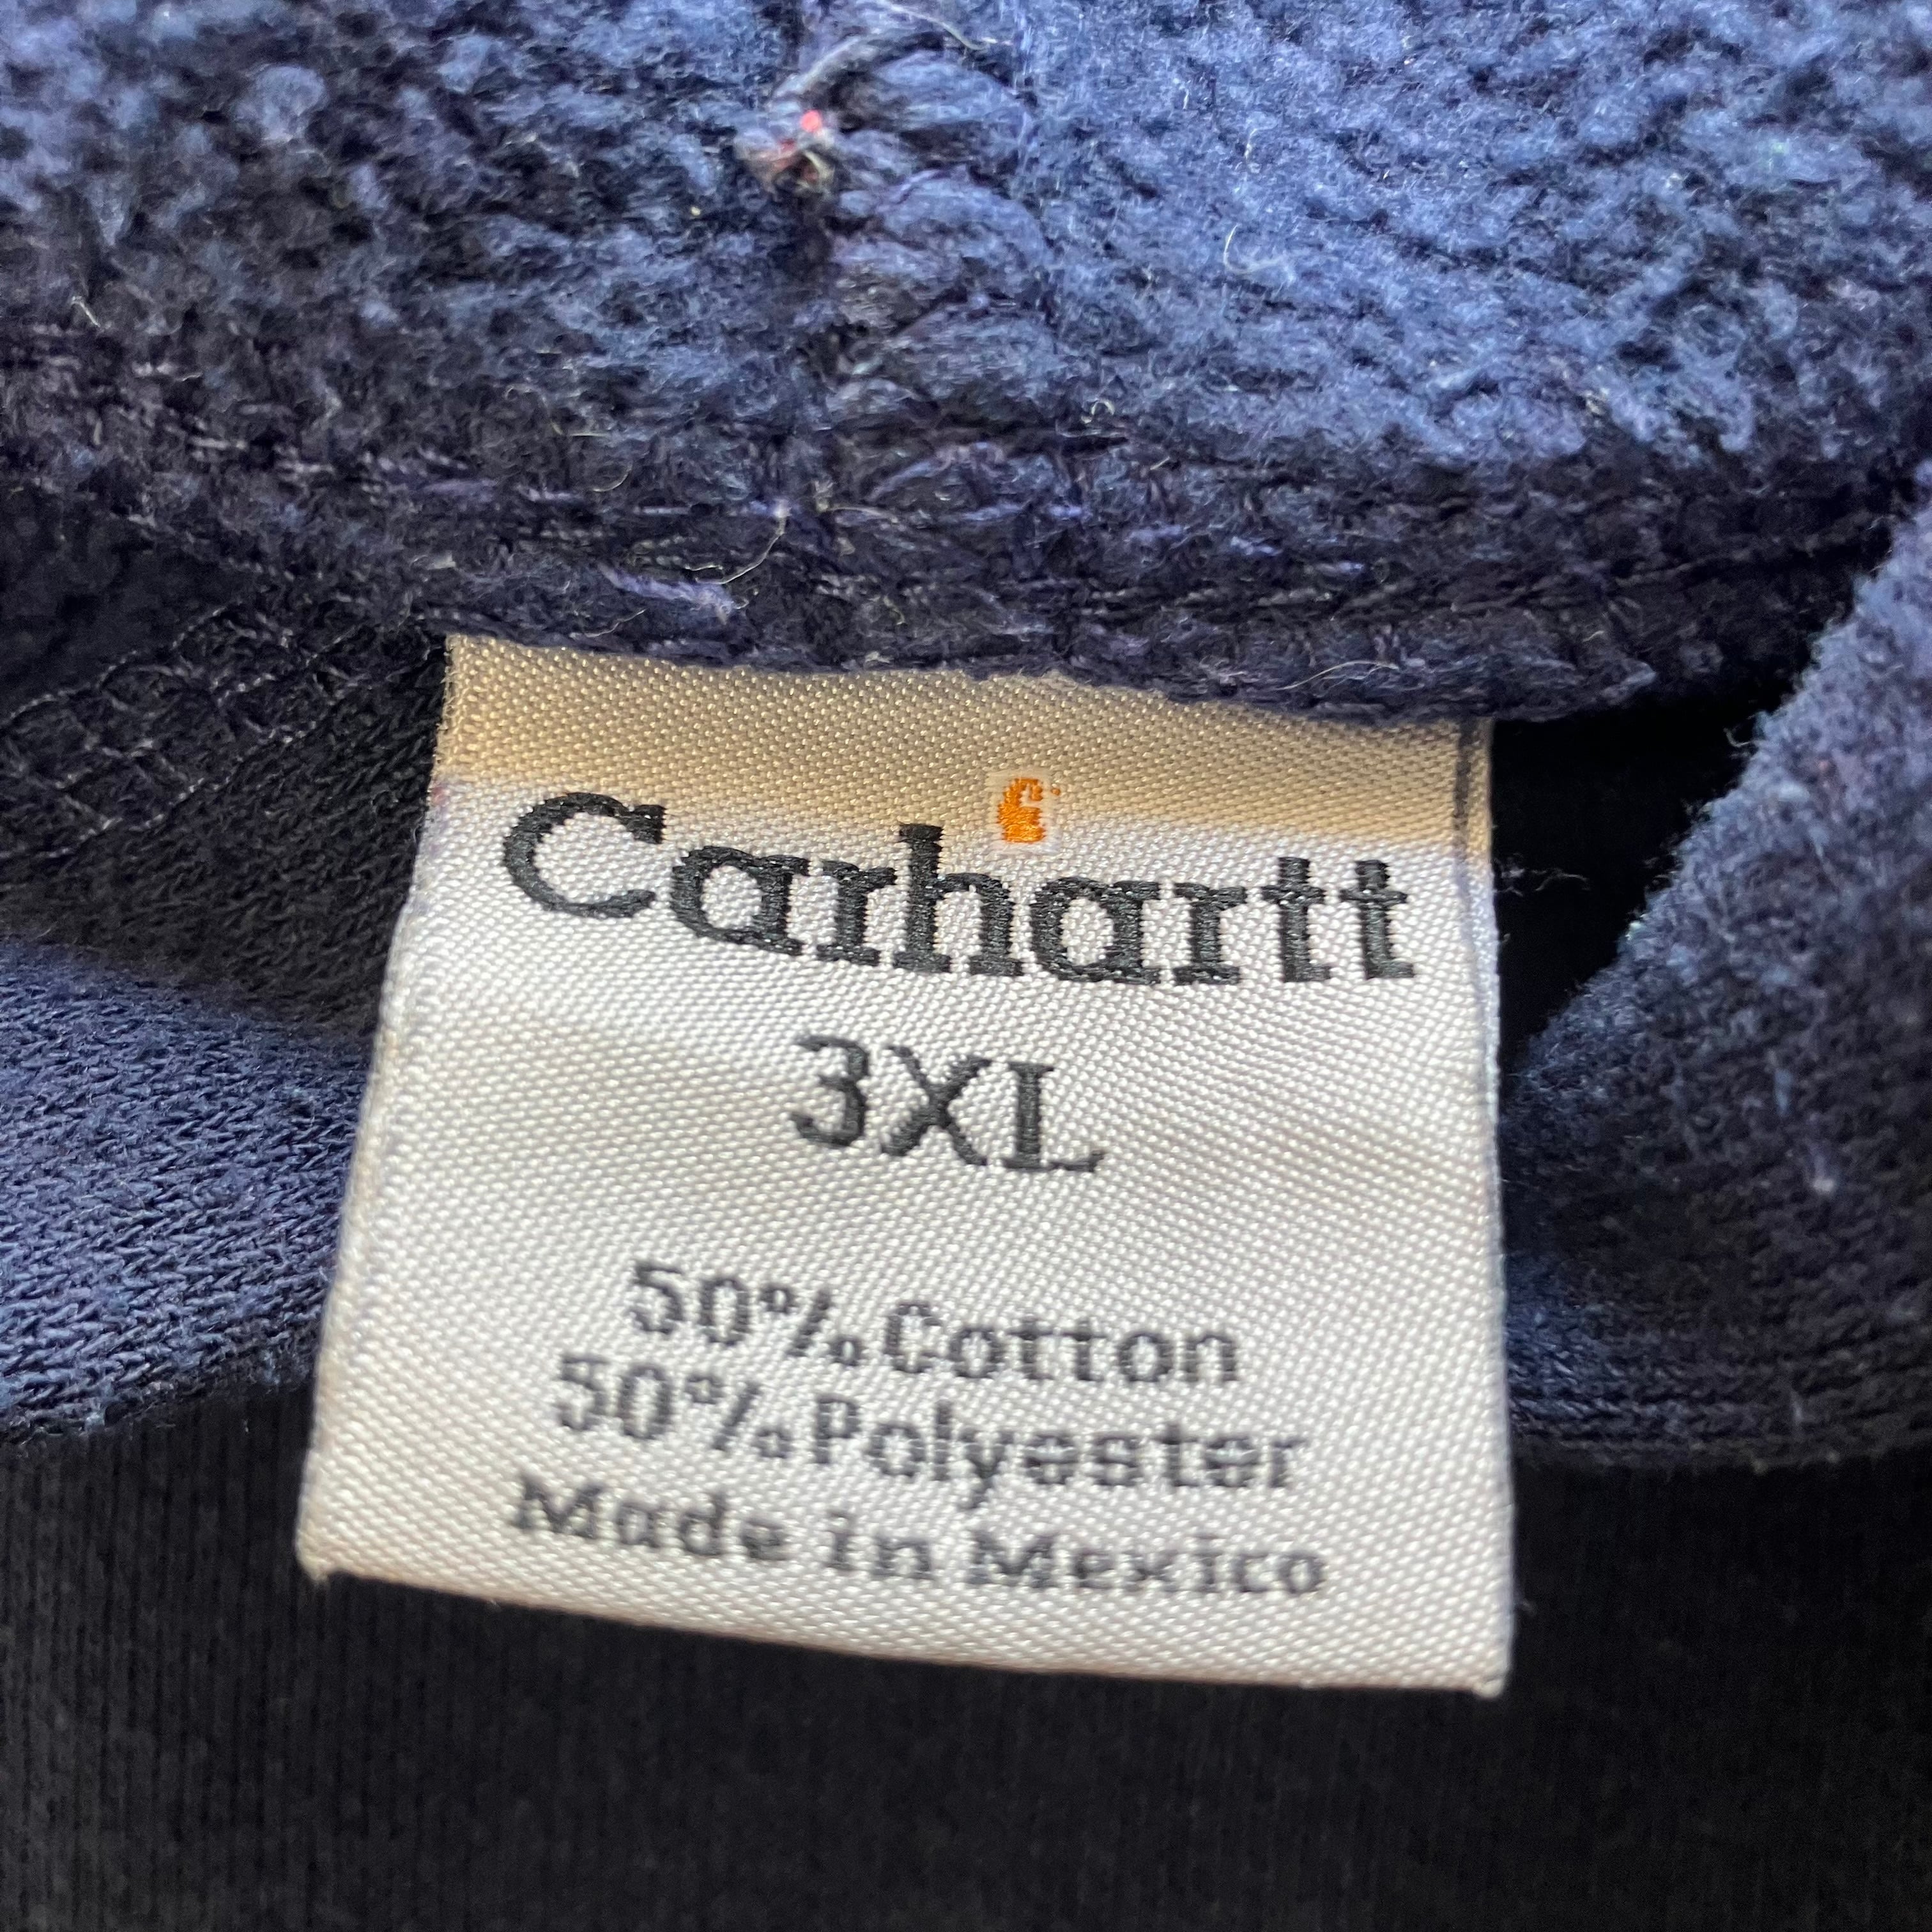 Carhartt
3XL
50% Cotton
50% Polyester
Made in Mexico